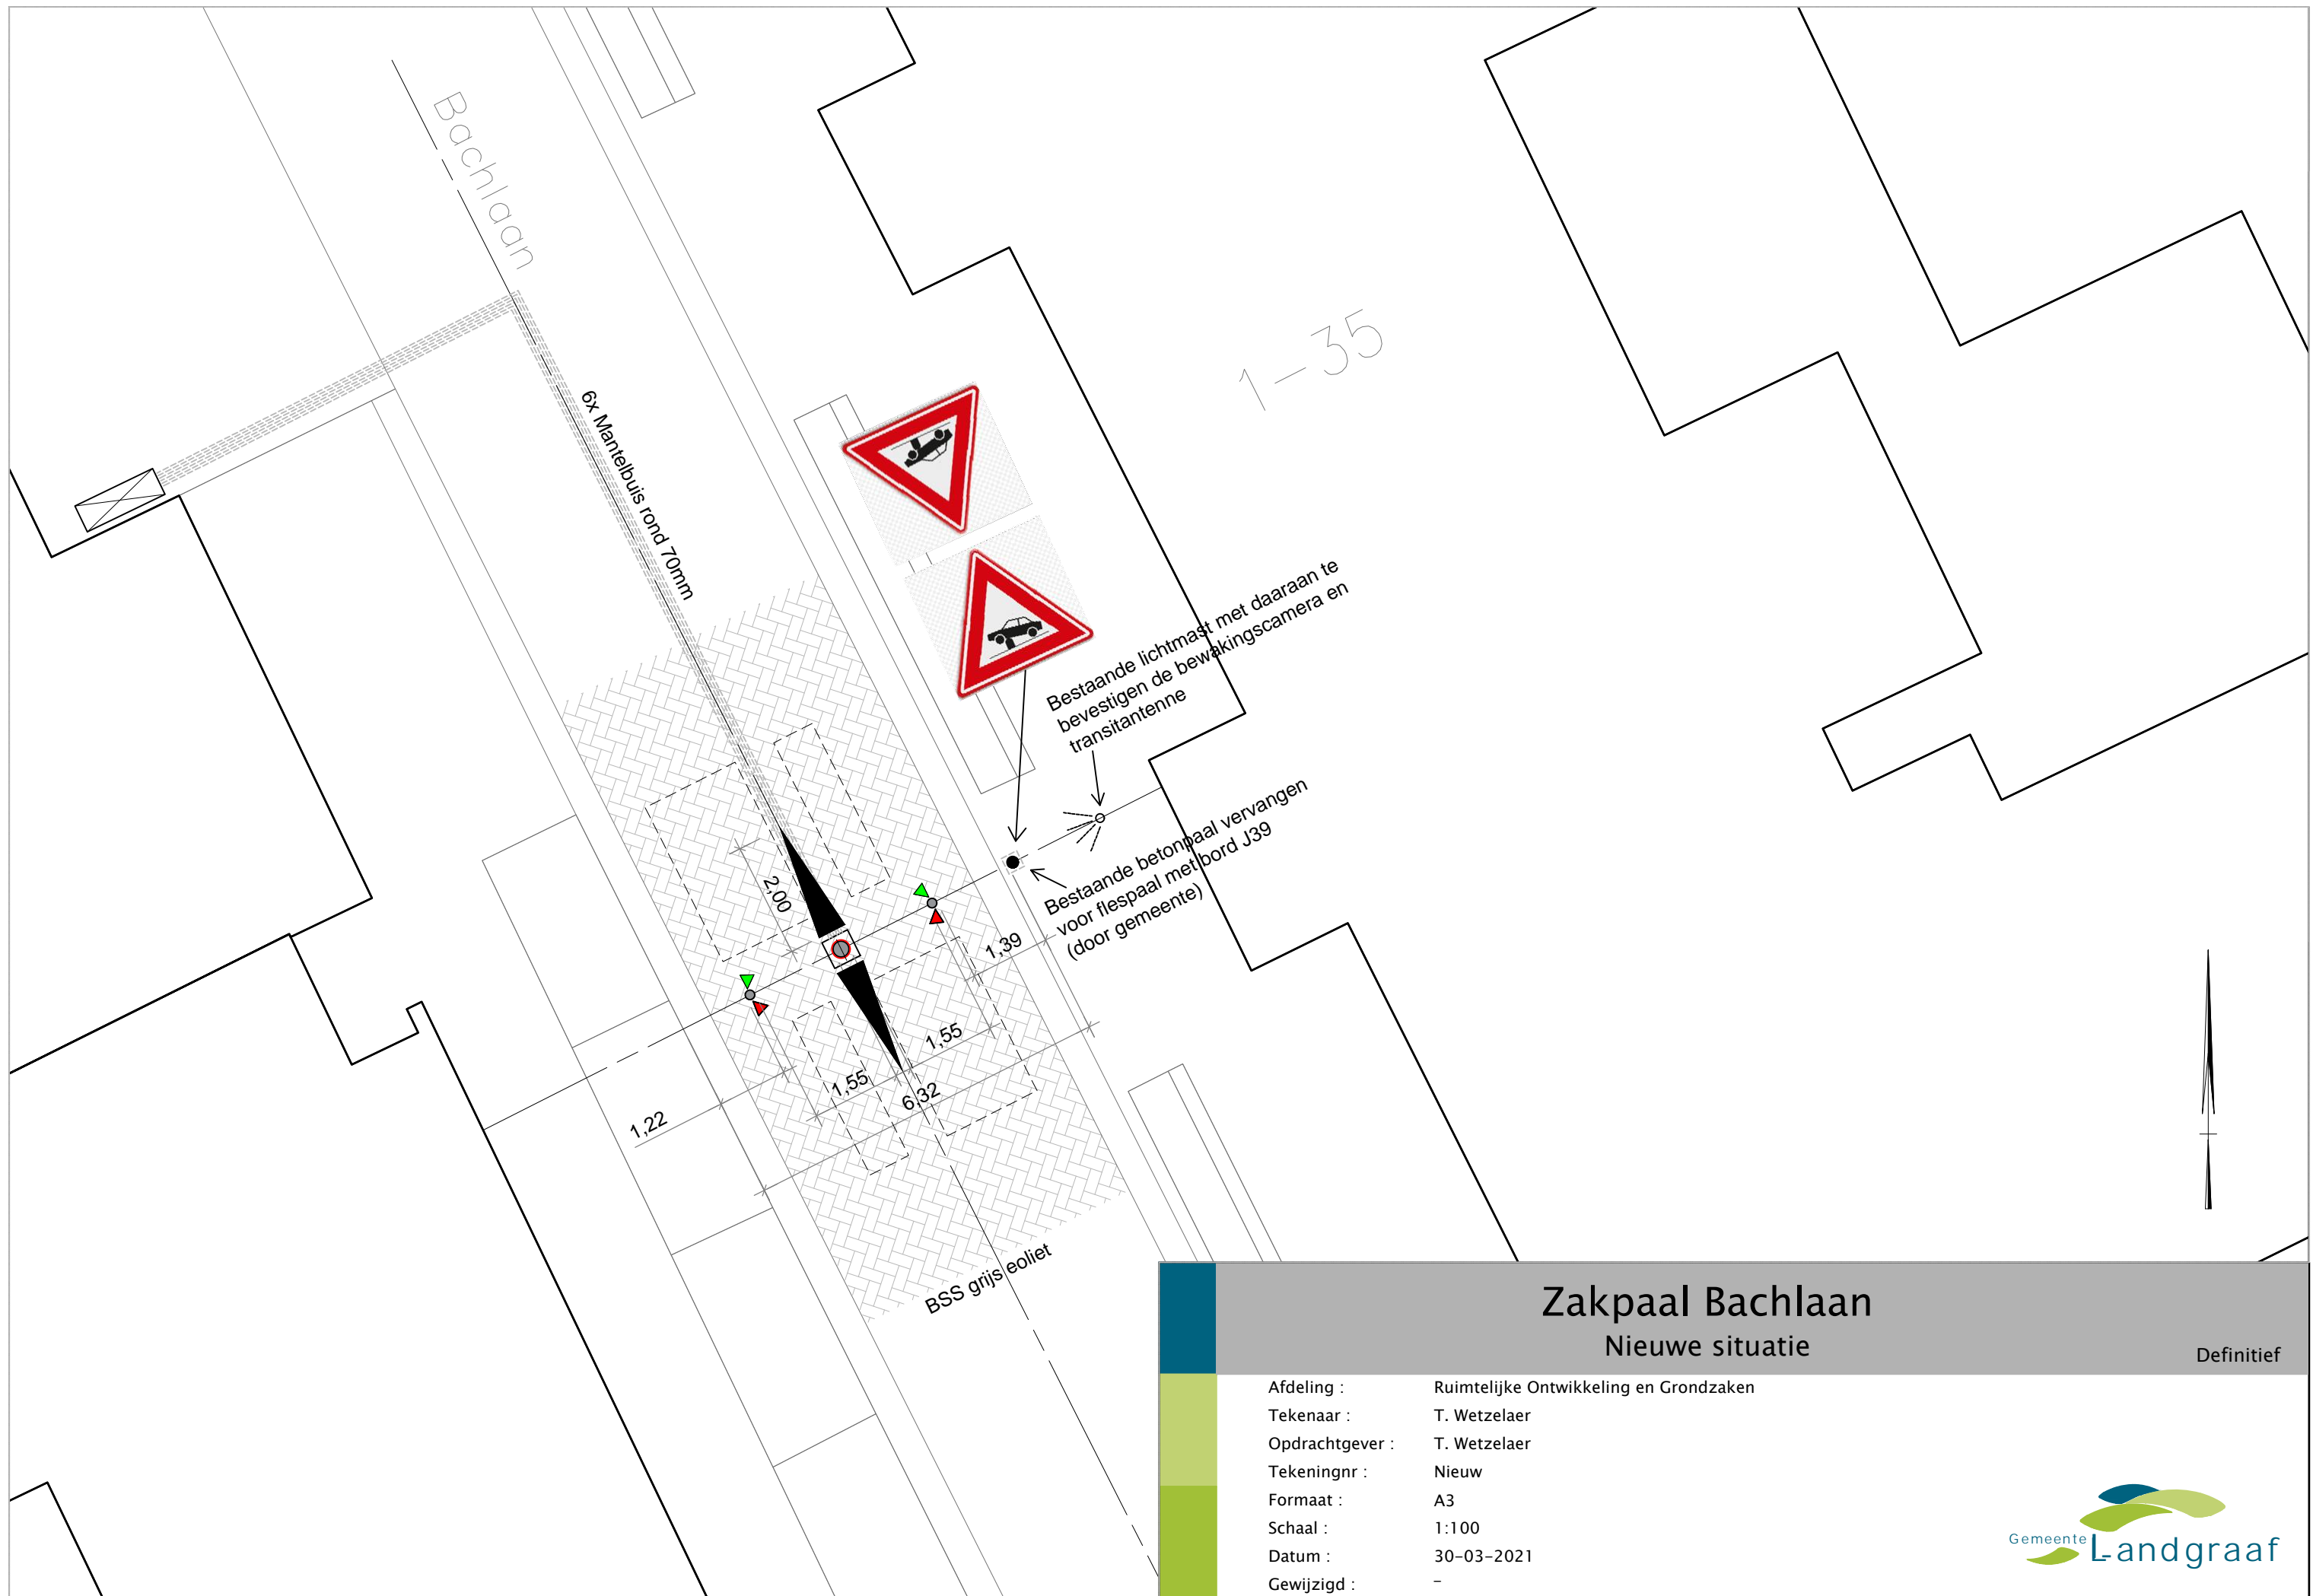 Bachlaan
6x Mantelbuis rond 70mm
1-35
Bestaande lichtmast met daaraan te
bevestigen de bewakingscamera en
transitantenne
Bestaande betonpaal vervangen
voor flespaal met bord J39
(door gemeente)
2,00
1,39
1,55
1,55
6,32
1,22
BSS grijs eoliet
Zakpaal Bachlaan
Nieuwe situatie
Definitief
Afdeling : Ruimtelijke Ontwikkeling en Grondzaken
Tekenaar : T. Wetzelaer
Opdrachtgever : T. Wetzelaer
Tekeningnr : Nieuw
Formaat : A3
Schaal : 1:100
Datum : 30-03-2021
Gewijzigd : -
Gemeente Landgraaf